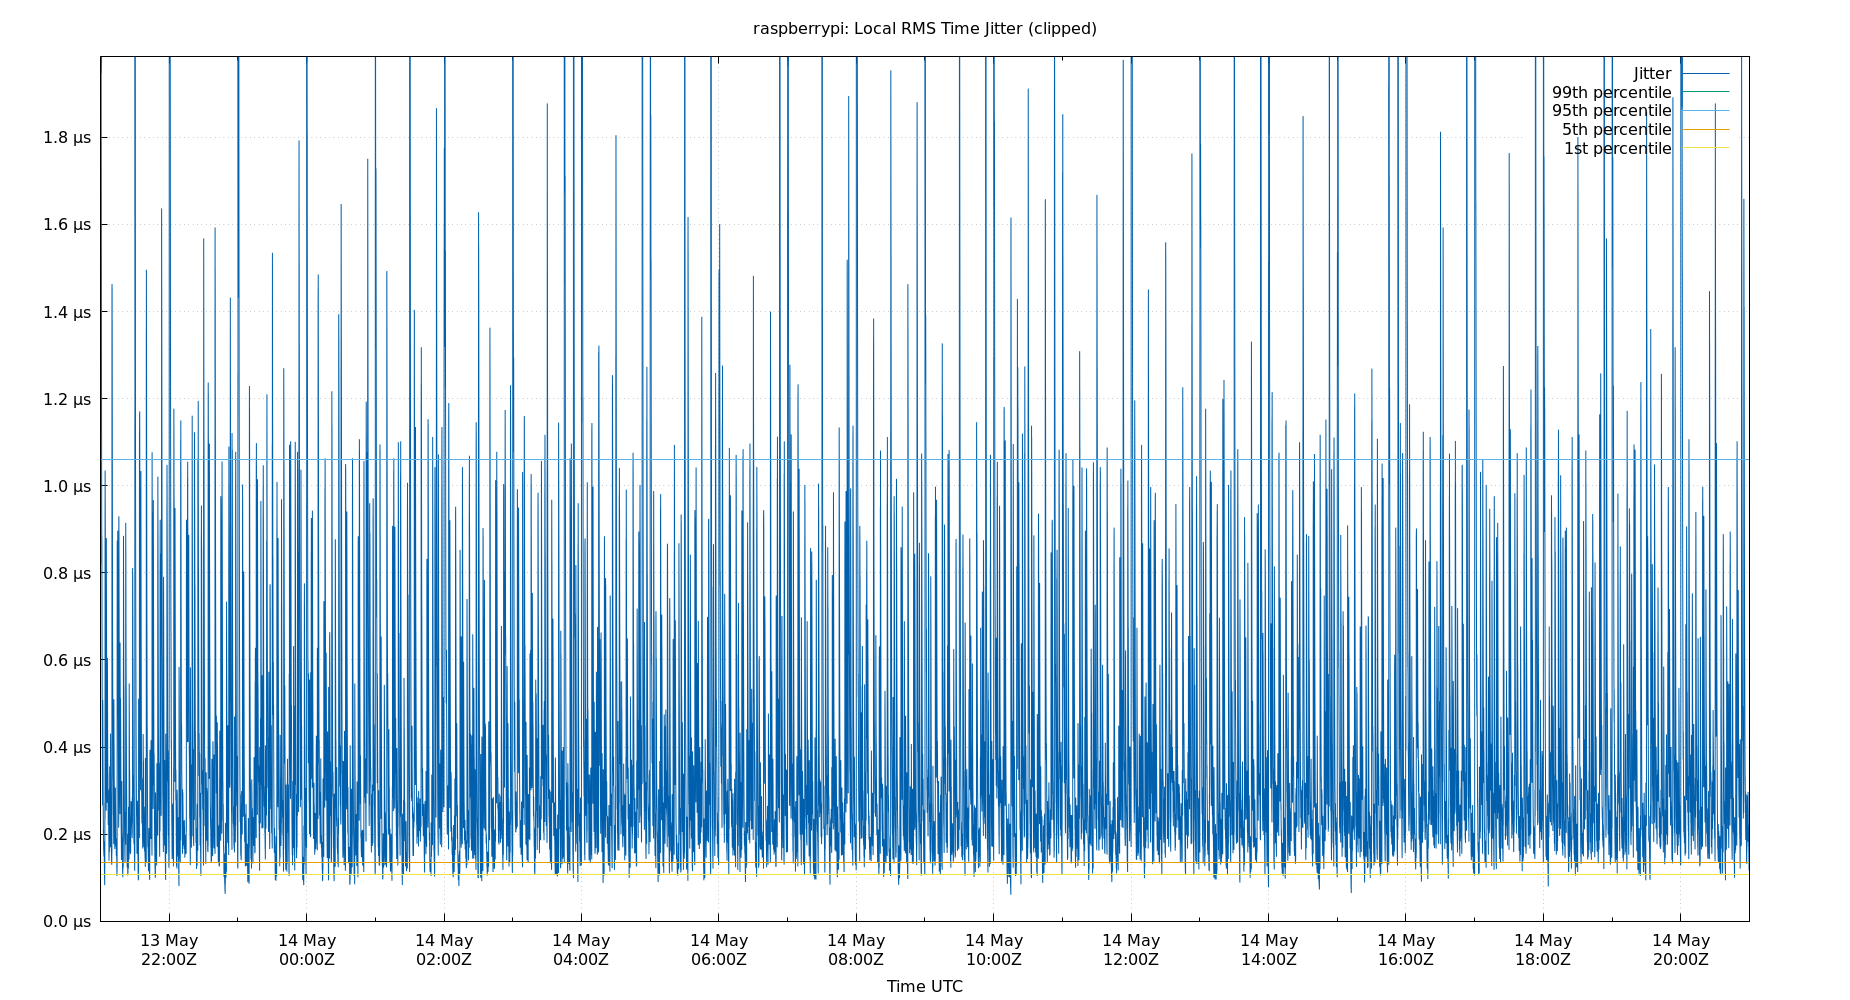 raspberrypi: Local RMS Time Jitter (clipped)
Jitter
99th percentile
95th percentile
5th percentile
1st percentile
1.8 µs
1.6 µs
1.4 µs
1.2 µs
1.0 µs
0.8 µs
0.6 µs
0.4 µs
0.2 µs
0.0 µs
13 May 14 May 14 May 14 May 14 May 14 May 14 May 14 May 14 May 14 May 14 May 14 May
22:00Z 00:00Z 02:00Z 04:00Z 06:00Z 08:00Z 10:00Z 12:00Z 14:00Z 16:00Z 18:00Z 20:00Z
Time UTC